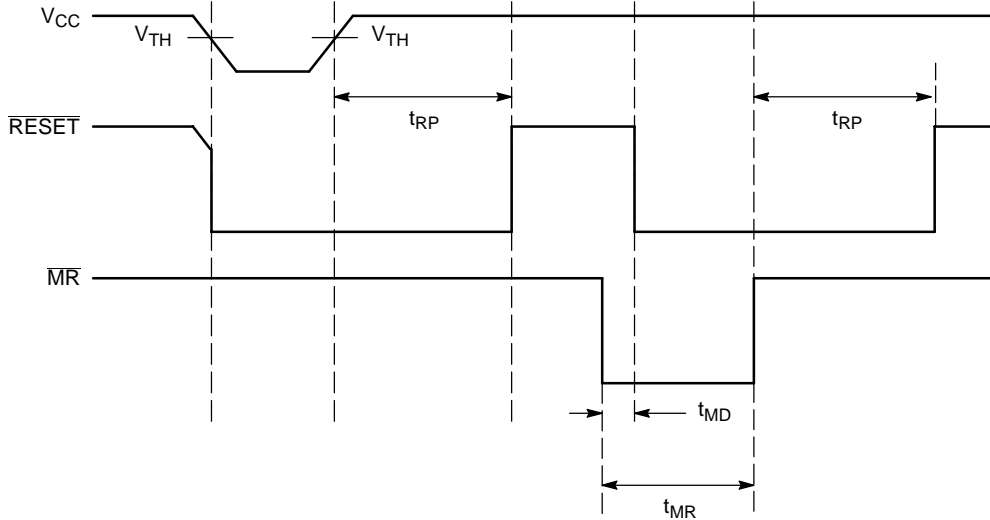 VCC
VTH
VTH
tRP
tRP
RESET
MR
tMD
tMR